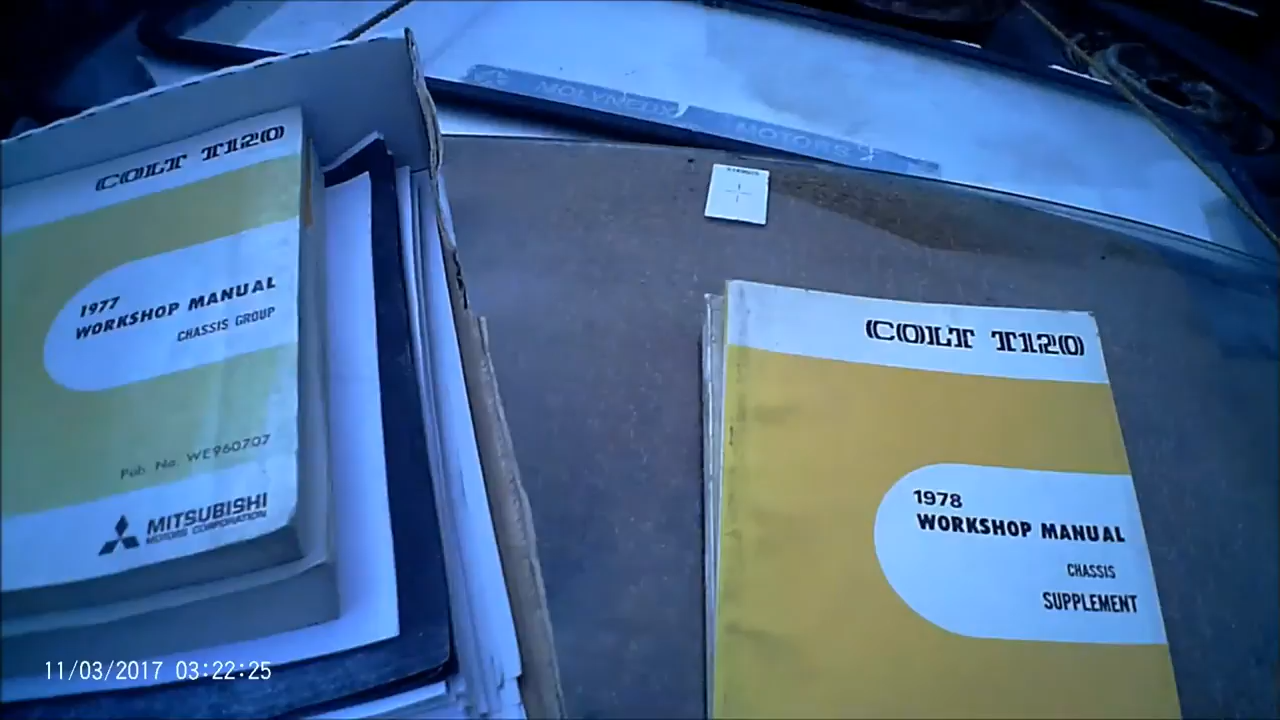 MOLYNEUX MOTORS
COLT T120
1977
WORKSHOP MANUAL
CHASSIS GROUP
Pub. No. WE960707
MITSUBISHI
MOTORS CORPORATION
COLT T120
1978
WORKSHOP MANUAL
CHASSIS
SUPPLEMENT
11/03/2017 03:22:25